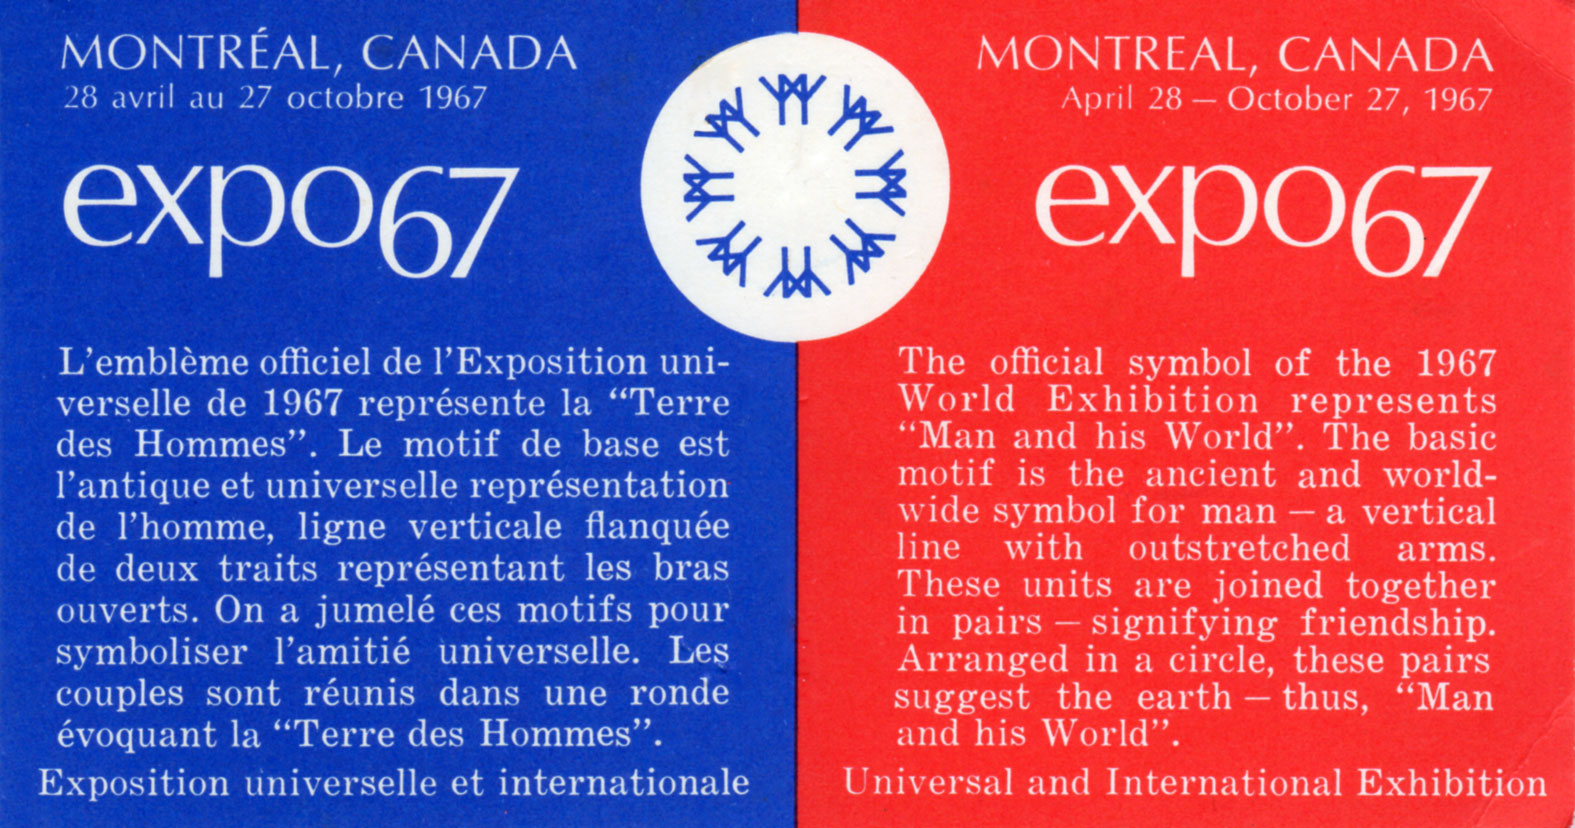 MONTRÉAL, CANADA
28 avril au 27 octobre 1967
expo67
L'emblème officiel de l'Exposition uni-
verselle de 1967 représente la “Terre
des Hommes”. Le motif de base est
l'antique et universelle représentation
de l'homme, ligne verticale flanquée
de deux traits représentant les bras
ouverts. On a jumelé ces motifs pour
symboliser l'amitié universelle. Les
couples sont réunis dans une ronde
évoquant la “Terre des Hommes”.
Exposition universelle et internationale
MONTREAL, CANADA
April 28 — October 27, 1967
expo67
The official symbol of the 1967
World Exhibition represents
“Man and his World”. The basic
motif is the ancient and world-
wide symbol for man — a vertical
line with outstretched arms.
These units are joined together
in pairs — signifying friendship.
Arranged in a circle, these pairs
suggest the earth — thus, “Man
and his World”.
Universal and International Exhibition